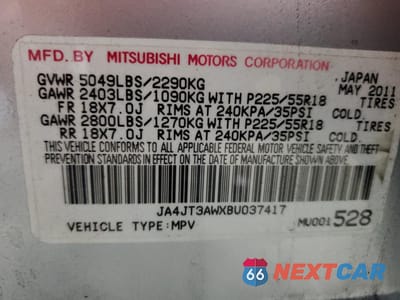 MFD. BY MITSUBISHI MOTORS CORPORATION
GVWR 5049LBS/2290KG JAPAN MAY 2011
GAWR 2403LBS/1090KG WITH P225/55R18 TIRES
FR 18X7.0J RIMS AT 240KPA/35PSI COLD.
GAWR 2800LBS/1270KG WITH P225/55R18 TIRES
RR 18X7.0J RIMS AT 240KPA/35PSI COLD.
THIS VEHICLE CONFORMS TO ALL APPLICABLE FEDERAL MOTOR VEHICLE SAFETY BUMPER AND THEFT PREVENTION STANDARDS IN EFFECT ON THE DATE OF MANUFACTURE SHOWN ABOVE.
JA4JT3AWXBU037417
VEHICLE TYPE:MPV MU001528
66 NEXTCAR